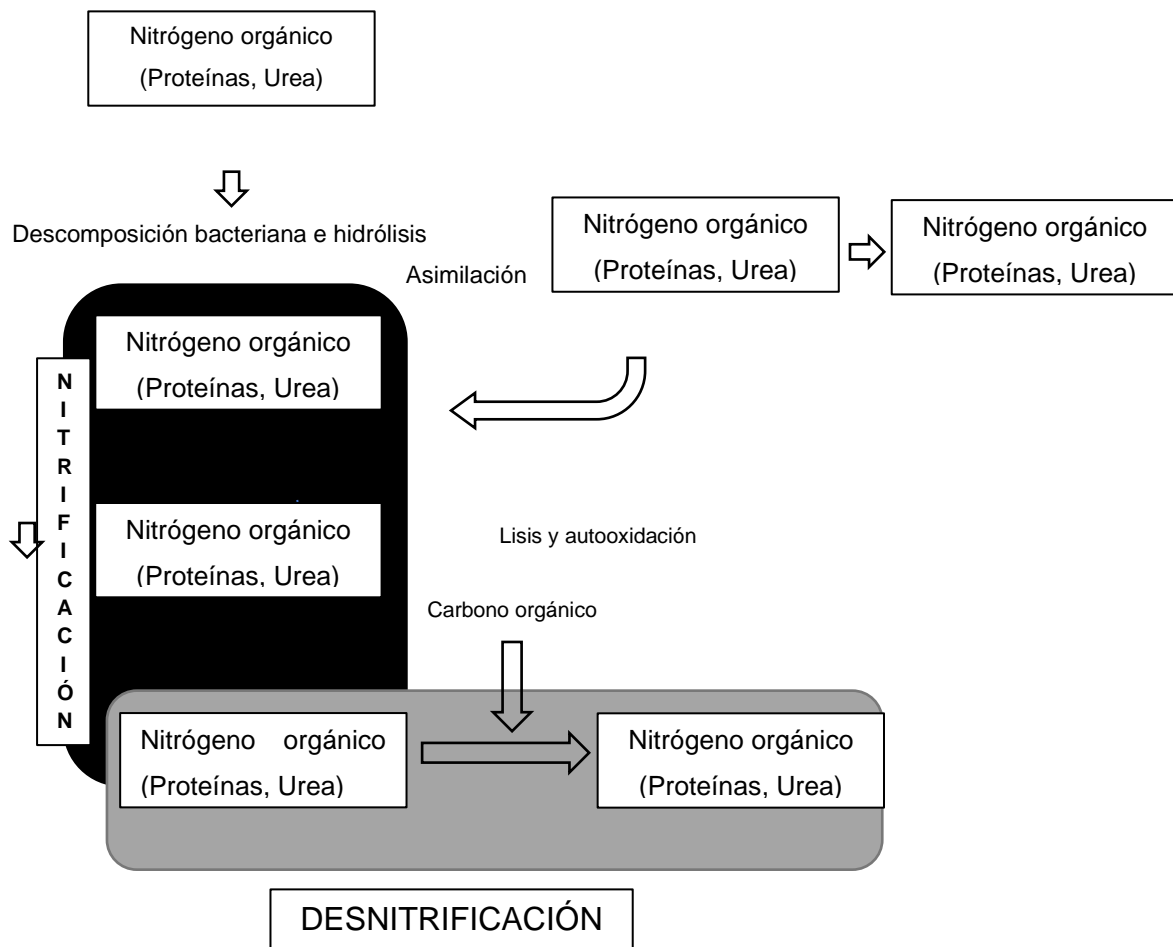 Nitrógeno orgánico
(Proteínas, Urea)
Descomposición bacteriana e hidrólisis
Asimilación
Nitrógeno orgánico
(Proteínas, Urea)
Nitrógeno orgánico
(Proteínas, Urea)
Nitrógeno orgánico
(Proteínas, Urea)
NITRIFICACIÓN
Nitrógeno orgánico
(Proteínas, Urea)
Lisis y autooxidación
Carbono orgánico
Nitrógeno orgánico
(Proteínas, Urea)
Nitrógeno orgánico
(Proteínas, Urea)
DESNITRIFICACIÓN